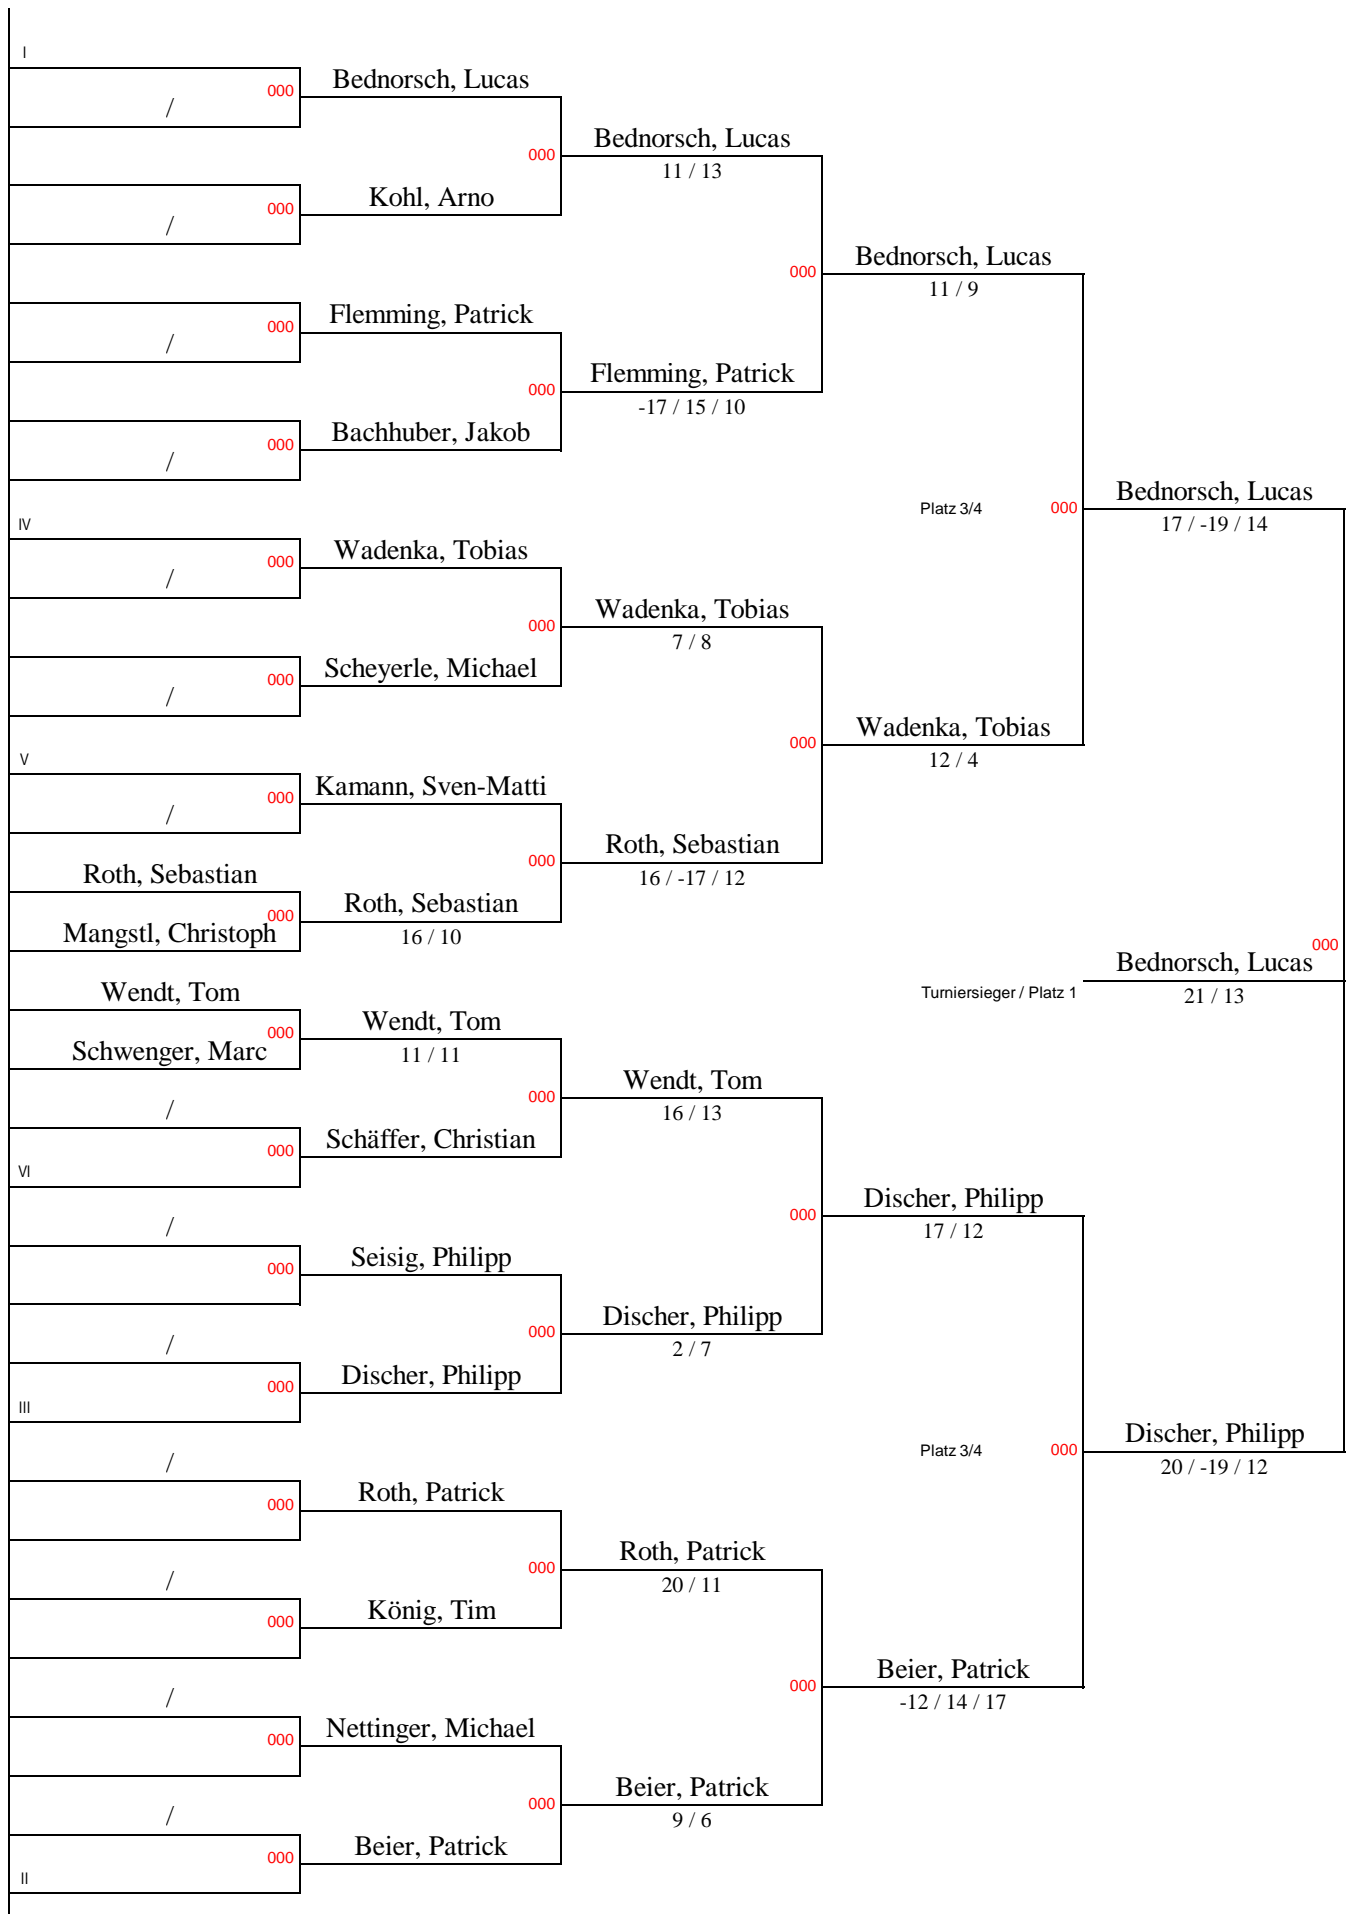 I
000
Bednorsch, Lucas
/
000
Bednorsch, Lucas
11 / 13
000
Kohl, Arno
/
000
Bednorsch, Lucas
11 / 9
000
Flemming, Patrick
/
000
Flemming, Patrick
-17 / 15 / 10
000
Bachhuber, Jakob
/
Platz 3/4
000
Bednorsch, Lucas
17 / -19 / 14
IV
000
Wadenka, Tobias
/
000
Wadenka, Tobias
7 / 8
000
Scheyerle, Michael
/
000
Wadenka, Tobias
12 / 4
V
000
Kamann, Sven-Matti
/
000
Roth, Sebastian
16 / -17 / 12
Roth, Sebastian
000
Roth, Sebastian
Mangstl, Christoph
16 / 10
000
Bednorsch, Lucas
Turniersieger / Platz 1
21 / 13
Wendt, Tom
000
Wendt, Tom
Schwenger, Marc
11 / 11
000
Wendt, Tom
16 / 13
/
000
Schäffer, Christian
VI
000
Discher, Philipp
17 / 12
/
000
Seisig, Philipp
000
Discher, Philipp
2 / 7
/
000
Discher, Philipp
III
Platz 3/4
000
Discher, Philipp
20 / -19 / 12
/
000
Roth, Patrick
000
Roth, Patrick
20 / 11
/
000
König, Tim
000
Beier, Patrick
-12 / 14 / 17
/
000
Nettinger, Michael
000
Beier, Patrick
9 / 6
/
000
Beier, Patrick
II